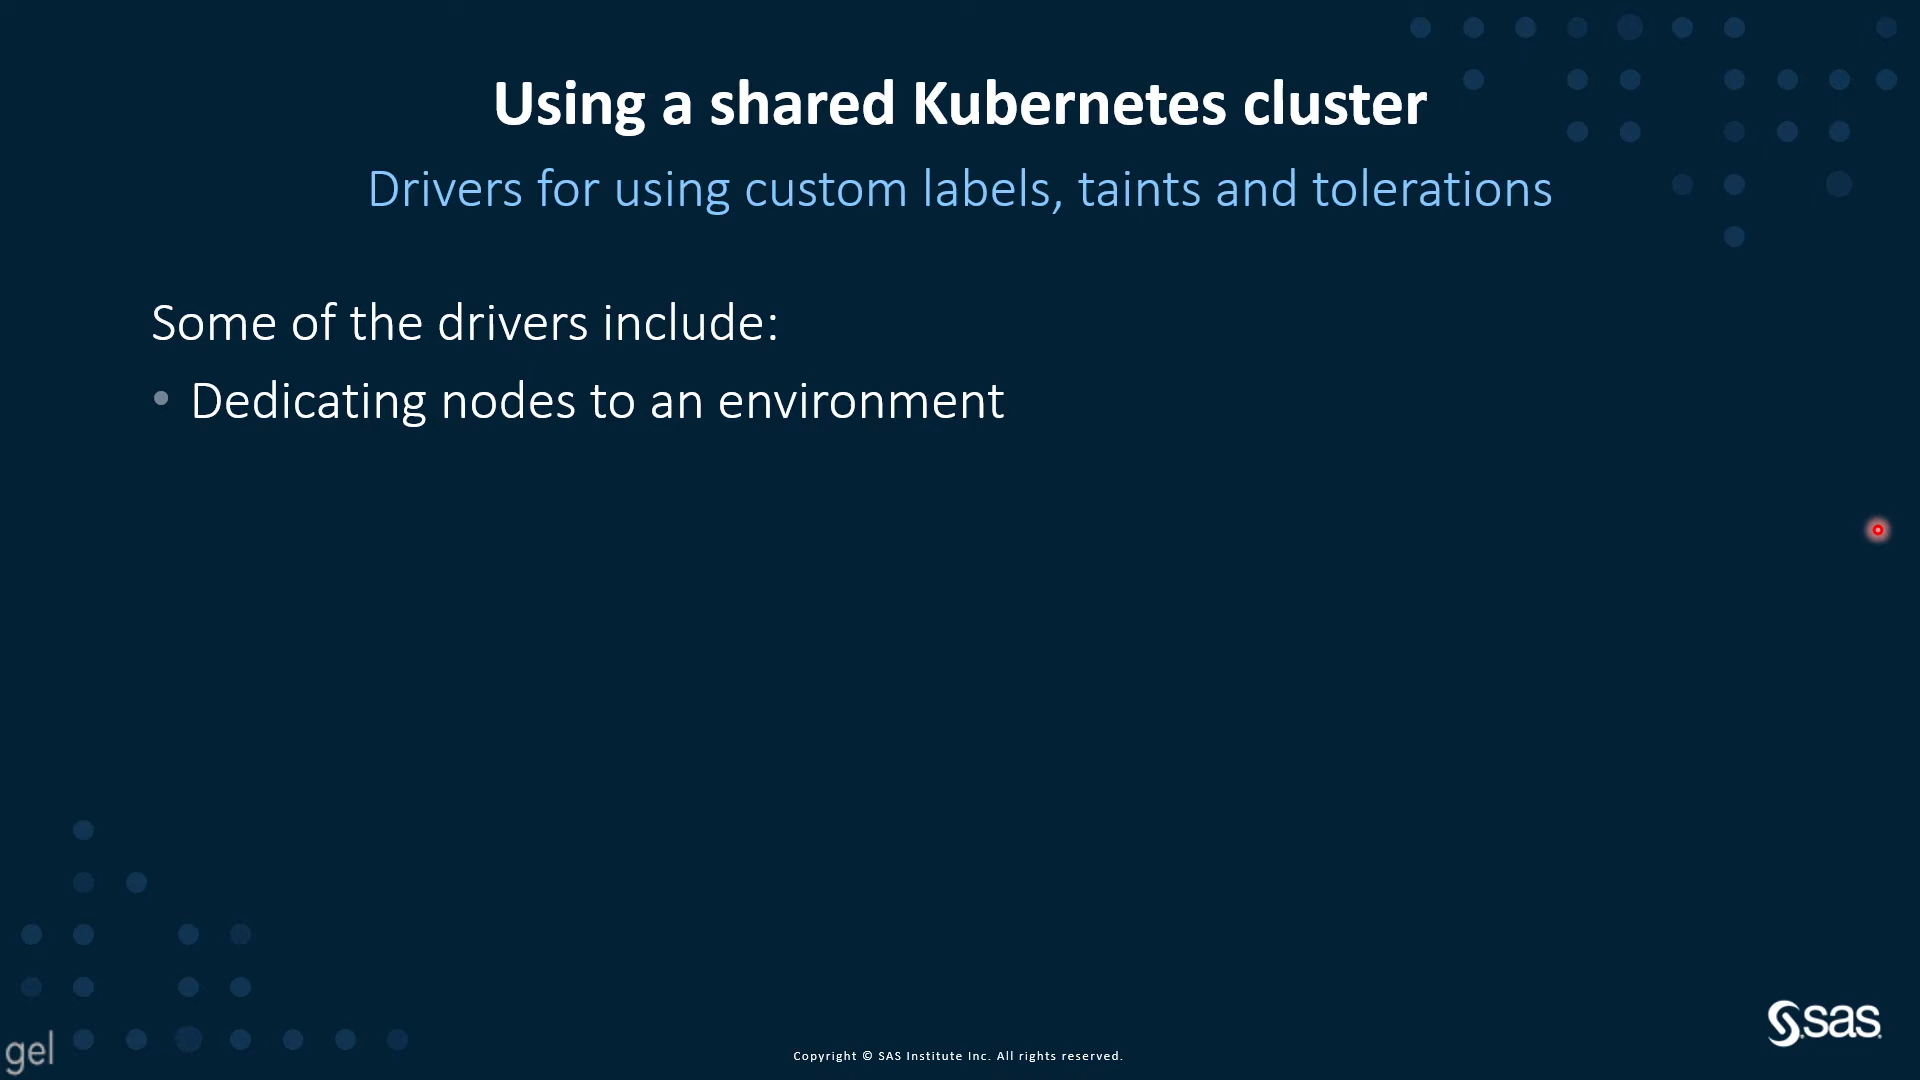 Using a shared Kubernetes cluster
Drivers for using custom labels, taints and tolerations
Some of the drivers include:
• Dedicating nodes to an environment
gel
sas
Copyright © SAS Institute Inc. All rights reserved.